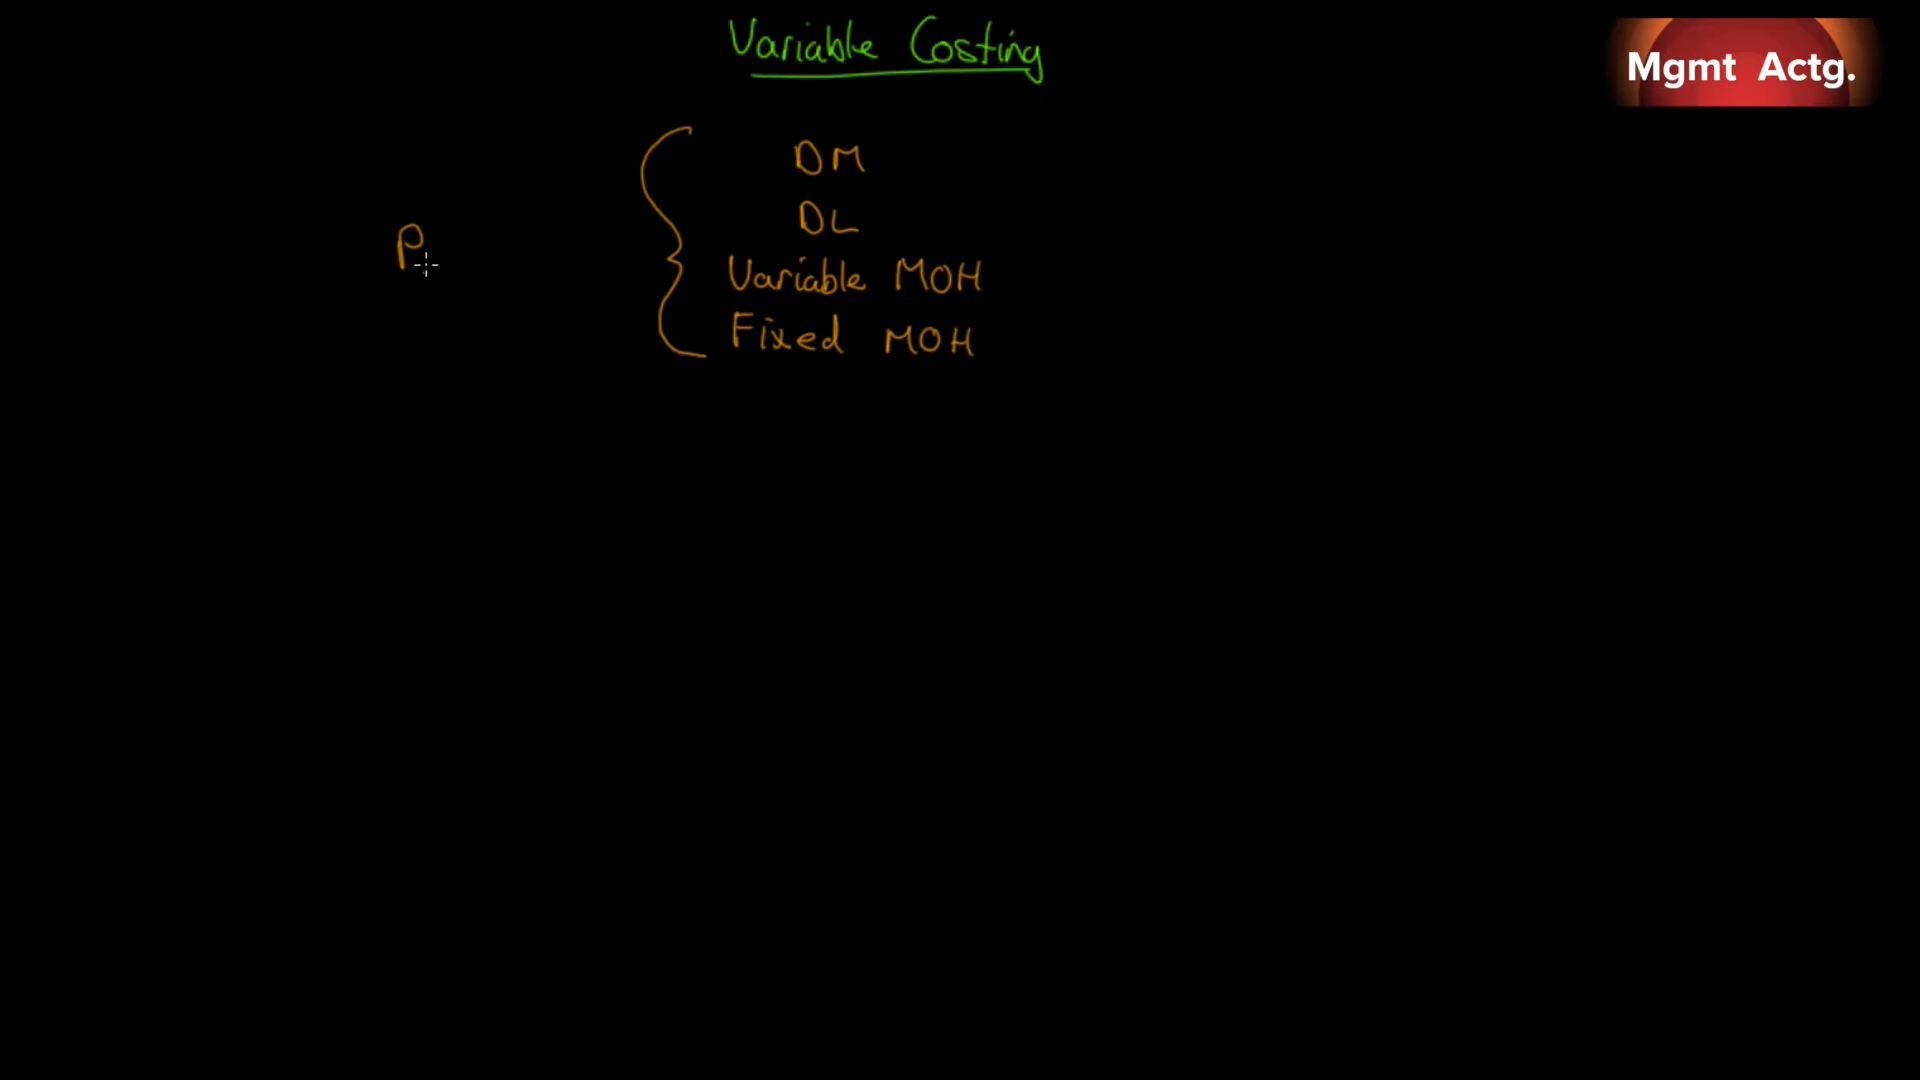 Variable Costing
Mgmt Actg.
DM
DL
P
Variable MOH
Fixed MOH